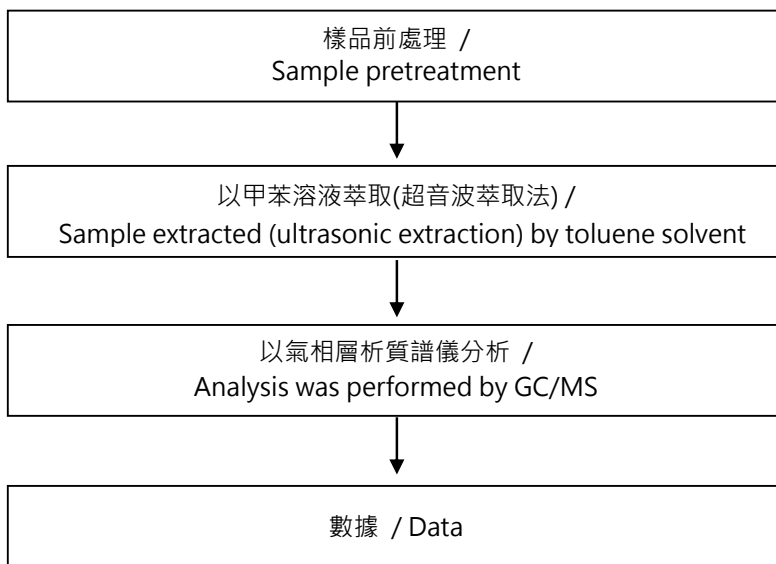 樣品前處理 /
Sample pretreatment
以甲苯溶液萃取(超音波萃取法) /
Sample extracted (ultrasonic extraction) by toluene solvent
以氣相層析質譜儀分析 /
Analysis was performed by GC/MS
數據 / Data